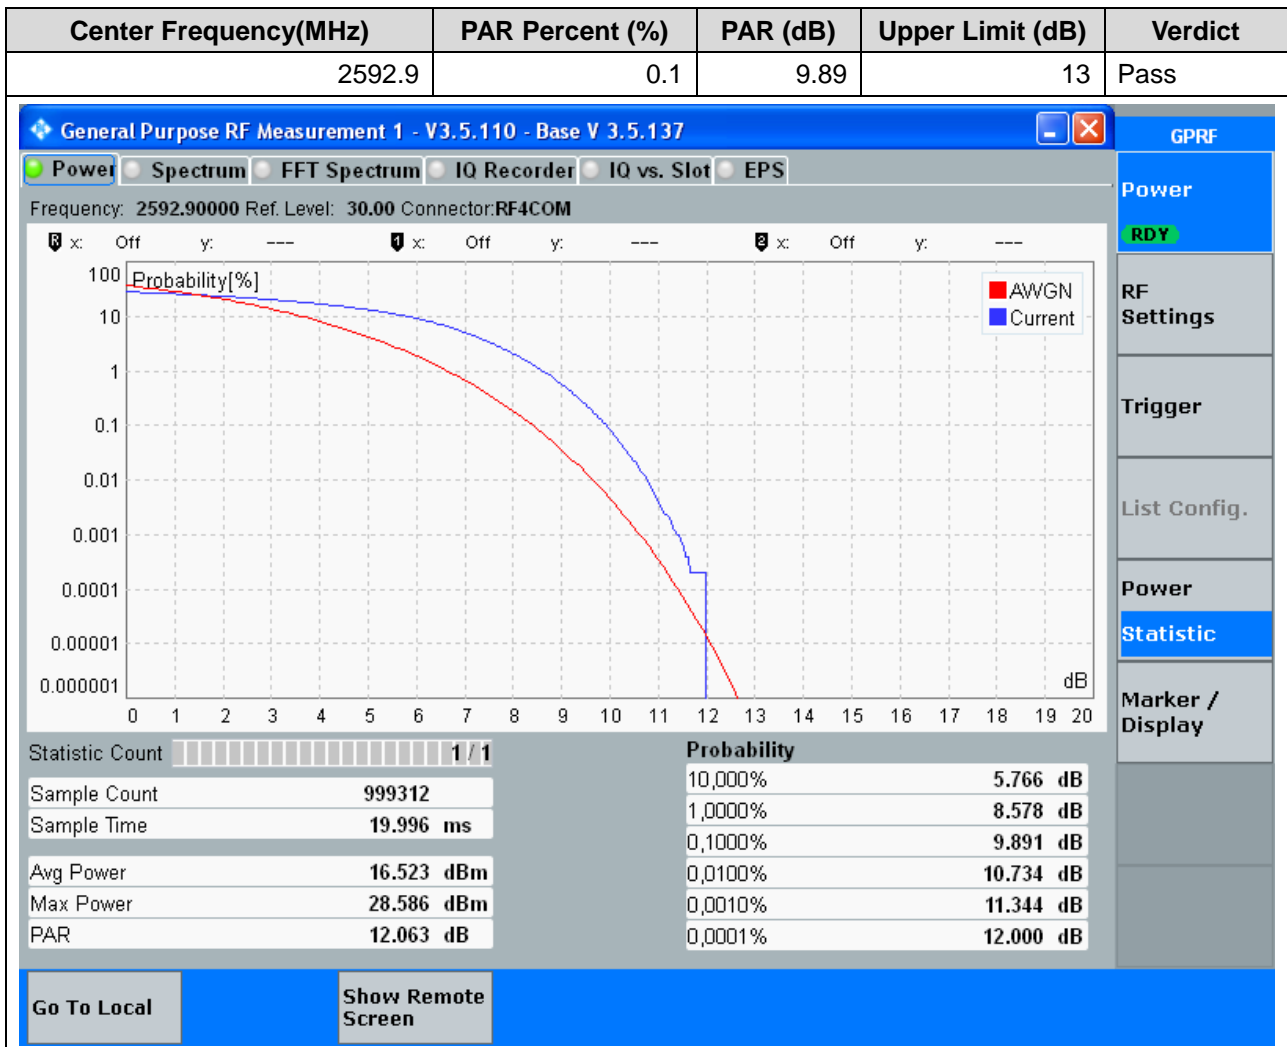 Center Frequency(MHz) PAR Percent (%) PAR (dB) Upper Limit (dB) Verdict
2592.9 0.1 9.89 13 Pass
General Purpose RF Measurement 1 - V3.5.110 - Base V 3.5.137
GPRF
Power Spectrum FFT Spectrum IQ Recorder IQ vs. Slot EPS
Frequency: 2592.90000 Ref. Level: 30.00 Connector:RF4COM
R x: Off y: --- 1 x: Off y: --- 2 x: Off y: ---
Probability[%]
AWGN
Current
100
10
1
0.1
0.01
0.001
0.0001
0.00001
0.000001
dB
0 1 2 3 4 5 6 7 8 9 10 11 12 13 14 15 16 17 18 19 20
Statistic Count 1 / 1
Sample Count 999312
Sample Time 19.996 ms
Avg Power 16.523 dBm
Max Power 28.586 dBm
PAR 12.063 dB
Probability
10,000% 5.766 dB
1,0000% 8.578 dB
0,1000% 9.891 dB
0,0100% 10.734 dB
0,0010% 11.344 dB
0,0001% 12.000 dB
Power
RDY
RF
Settings
Trigger
List Config.
Power
Statistic
Marker /
Display
Go To Local
Show Remote
Screen